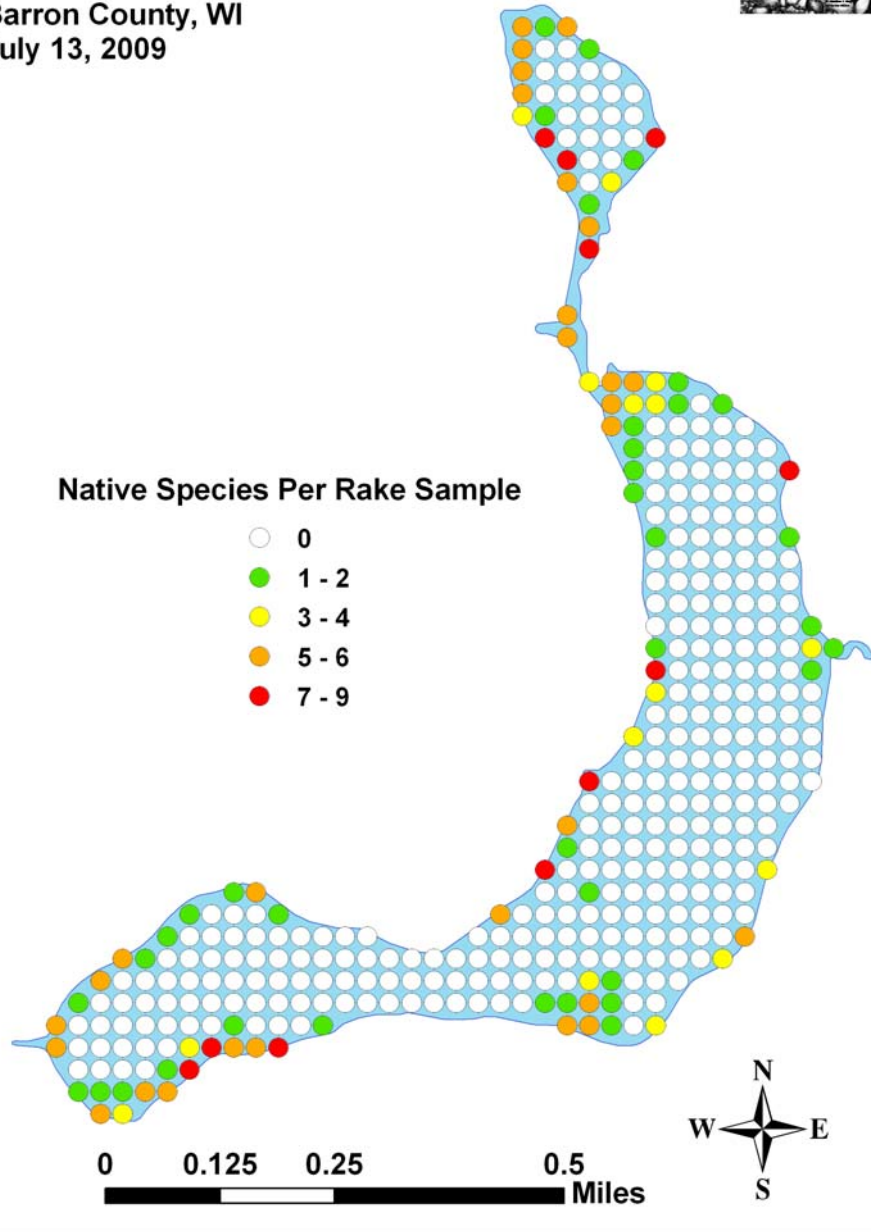 Barron County, WI
July 13, 2009
Native Species Per Rake Sample
0
1 - 2
3 - 4
5 - 6
7 - 9
N
W E
S
0 0.125 0.25 0.5
Miles